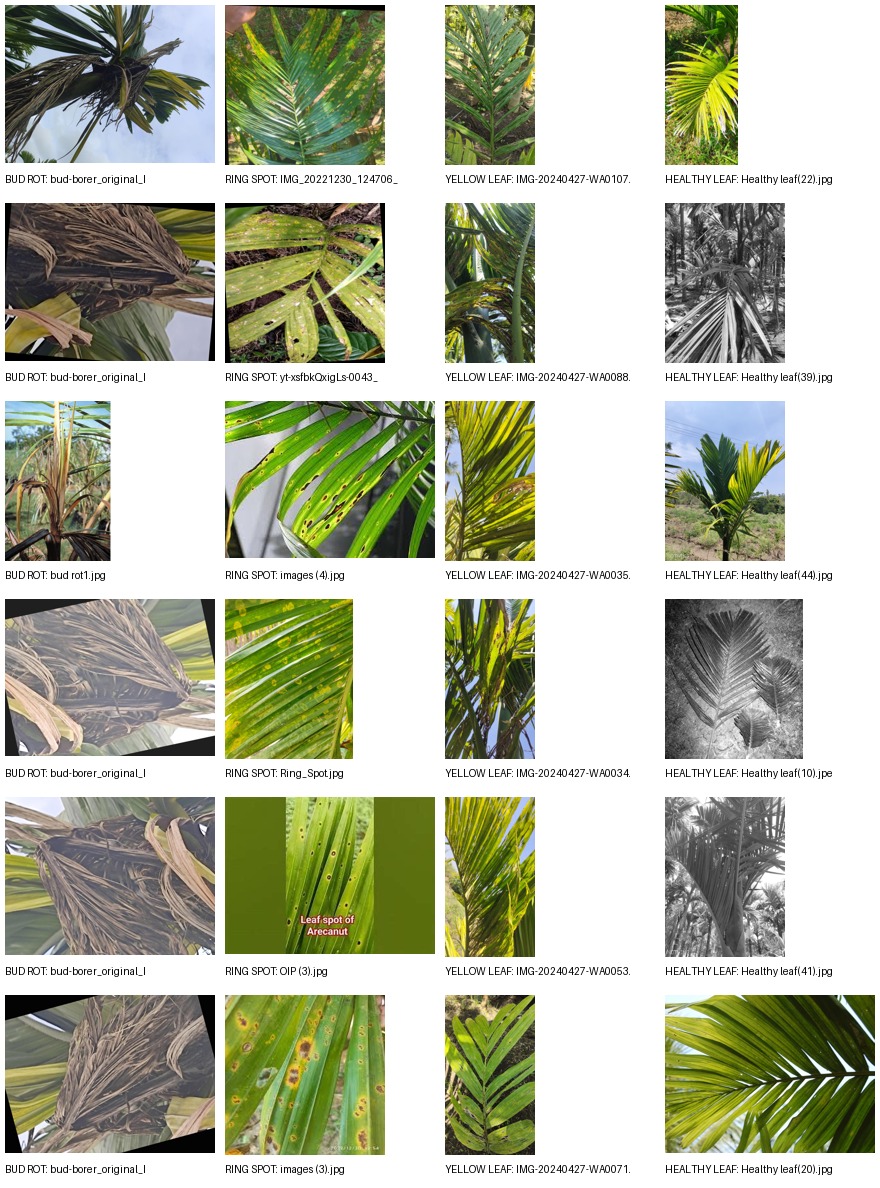 BUD ROT: bud-borer_original_I
RING SPOT: IMG_20221230_124706_
YELLOW LEAF: IMG-20240427-WA0107.
HEALTHY LEAF: Healthy leaf(22).jpg
BUD ROT: bud-borer_original_I
RING SPOT: yt-xsfbkQxigLs-0043_
YELLOW LEAF: IMG-20240427-WA0088.
HEALTHY LEAF: Healthy leaf(39).jpg
BUD ROT: bud rot1.jpg
RING SPOT: images (4).jpg
YELLOW LEAF: IMG-20240427-WA0035.
HEALTHY LEAF: Healthy leaf(44).jpg
BUD ROT: bud-borer_original_I
RING SPOT: Ring_Spot.jpg
YELLOW LEAF: IMG-20240427-WA0034.
HEALTHY LEAF: Healthy leaf(10).jpe
Leaf spot of
Arecanut
BUD ROT: bud-borer_original_I
RING SPOT: OIP (3).jpg
YELLOW LEAF: IMG-20240427-WA0053.
HEALTHY LEAF: Healthy leaf(41).jpg
BUD ROT: bud-borer_original_I
RING SPOT: images (3).jpg
YELLOW LEAF: IMG-20240427-WA0071.
HEALTHY LEAF: Healthy leaf(20).jpg